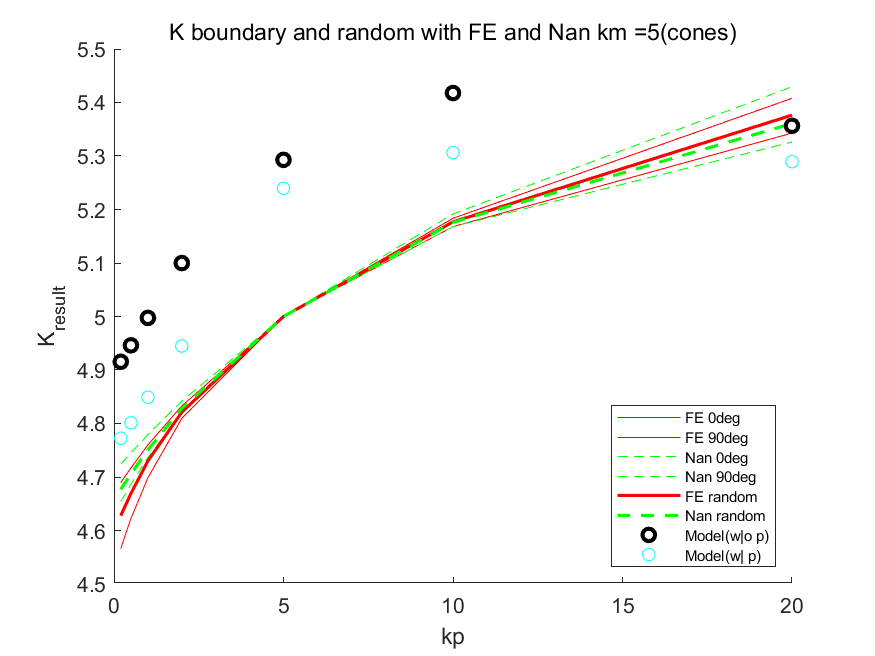 K boundary and random with FE and Nan km =5(cones)
5.5
5.4
5.3
5.2
5.1
5
4.9
4.8
4.7
4.6
4.5
K_result
0
5
10
15
20
kp
FE 0deg
FE 90deg
Nan 0deg
Nan 90deg
FE random
Nan random
Model(w|o p)
Model(w| p)